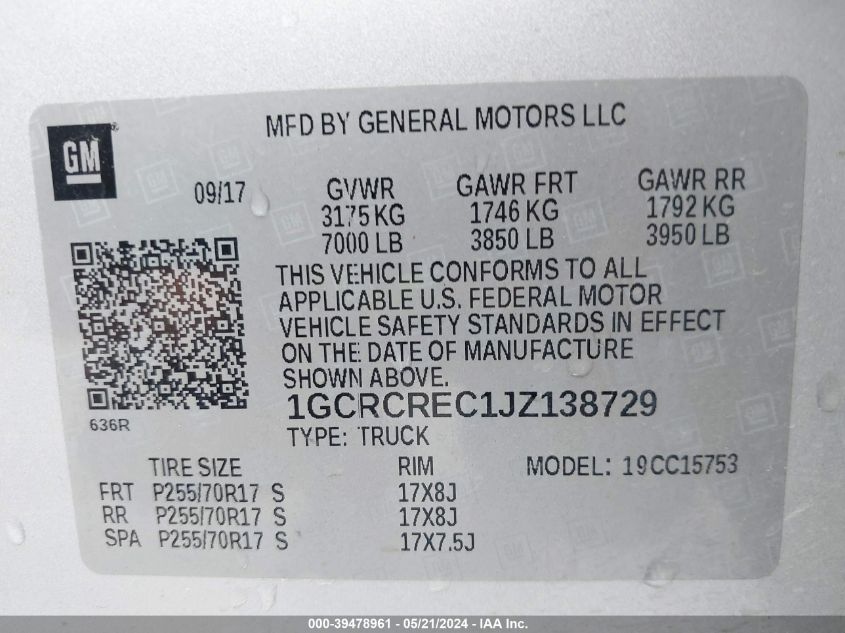 MFD BY GENERAL MOTORS LLC
GM
09/17
GVWR GAWR FRT GAWR RR
3175 KG 1746 KG 1792 KG
7000 LB 3850 LB 3950 LB
THIS VEHICLE CONFORMS TO ALL
APPLICABLE U.S. FEDERAL MOTOR
VEHICLE SAFETY STANDARDS IN EFFECT
ON THE DATE OF MANUFACTURE
SHOWN ABOVE.
1GCRCREC1JZ138729
636R
TYPE: TRUCK
TIRE SIZE RIM MODEL: 19CC15753
FRT P255/70R17 S 17X8J
RR P255/70R17 S 17X8J
SPA P255/70R17 S 17X7.5J
000-39478961 - 05/21/2024 - IAA Inc.